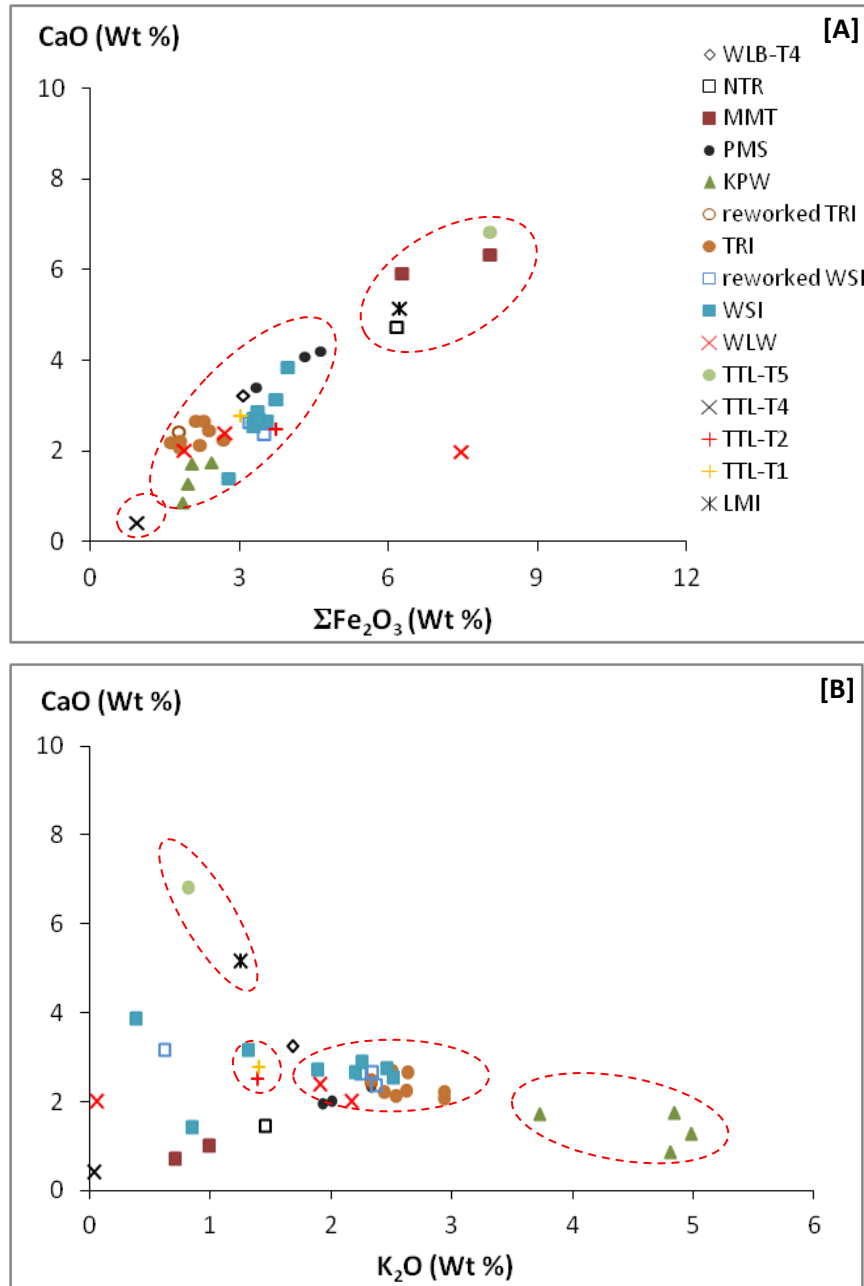 CaO (Wt %)
[A]
10
8
6
4
2
0
0 3 6 9 12
ΣFe₂O₃ (Wt %)
WLB-T4
NTR
MMT
PMS
KPW
reworked TRI
TRI
reworked WSI
WSI
WLW
TTL-T5
TTL-T4
TTL-T2
TTL-T1
LMI
CaO (Wt %)
[B]
10
8
6
4
2
0
0 1 2 3 4 5 6
K₂O (Wt %)